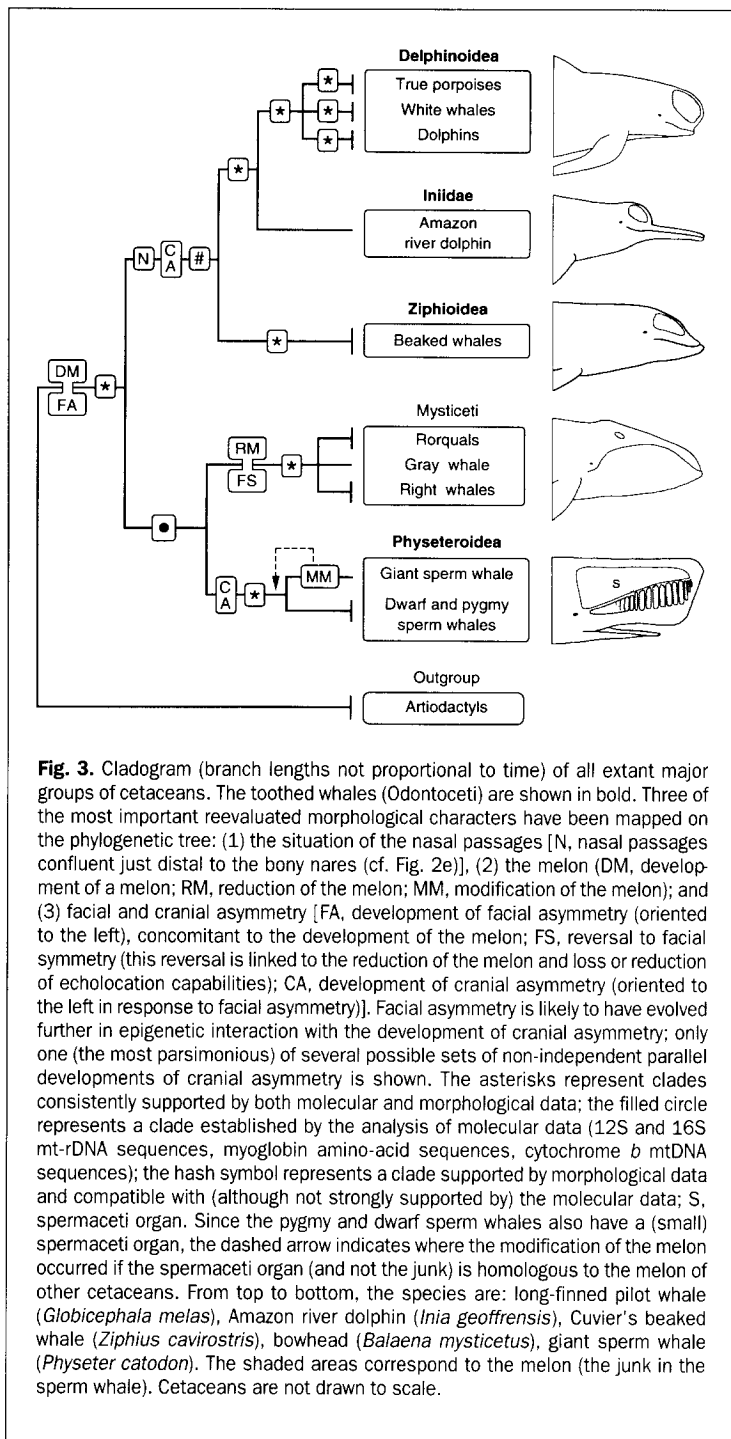 Delphinoidea
True porpoises
White whales
Dolphins
*
*
*
*
*
Iniidae
Amazon
river dolphin
N
C
A
#
Ziphioidea
Beaked whales
*
DM
FA
*
Mysticeti
Rorquals
Gray whale
Right whales
RM
FS
*
●
Physeteroidea
Giant sperm whale
Dwarf and pygmy
sperm whales
C
A
*
MM
S
Outgroup
Artiodactyls
Fig. 3. Cladogram (branch lengths not proportional to time) of all extant major
groups of cetaceans. The toothed whales (Odontoceti) are shown in bold. Three of
the most important reevaluated morphological characters have been mapped on
the phylogenetic tree: (1) the situation of the nasal passages [N, nasal passages
confluent just distal to the bony nares (cf. Fig. 2e)], (2) the melon (DM, develop-
ment of a melon; RM, reduction of the melon; MM, modification of the melon); and
(3) facial and cranial asymmetry [FA, development of facial asymmetry (oriented
to the left), concomitant to the development of the melon; FS, reversal to facial
symmetry (this reversal is linked to the reduction of the melon and loss or reduction
of echolocation capabilities); CA, development of cranial asymmetry (oriented to
the left in response to facial asymmetry)]. Facial asymmetry is likely to have evolved
further in epigenetic interaction with the development of cranial asymmetry; only
one (the most parsimonious) of several possible sets of non-independent parallel
developments of cranial asymmetry is shown. The asterisks represent clades
consistently supported by both molecular and morphological data; the filled circle
represents a clade established by the analysis of molecular data (12S and 16S
mt-rDNA sequences, myoglobin amino-acid sequences, cytochrome b mtDNA
sequences); the hash symbol represents a clade supported by morphological data
and compatible with (although not strongly supported by) the molecular data; S,
spermaceti organ. Since the pygmy and dwarf sperm whales also have a (small)
spermaceti organ, the dashed arrow indicates where the modification of the melon
occurred if the spermaceti organ (and not the junk) is homologous to the melon of
other cetaceans. From top to bottom, the species are: long-finned pilot whale
(Globicephala melas), Amazon river dolphin (Inia geoffrensis), Cuvier's beaked
whale (Ziphius cavirostris), bowhead (Balaena mysticetus), giant sperm whale
(Physeter catodon). The shaded areas correspond to the melon (the junk in the
sperm whale). Cetaceans are not drawn to scale.